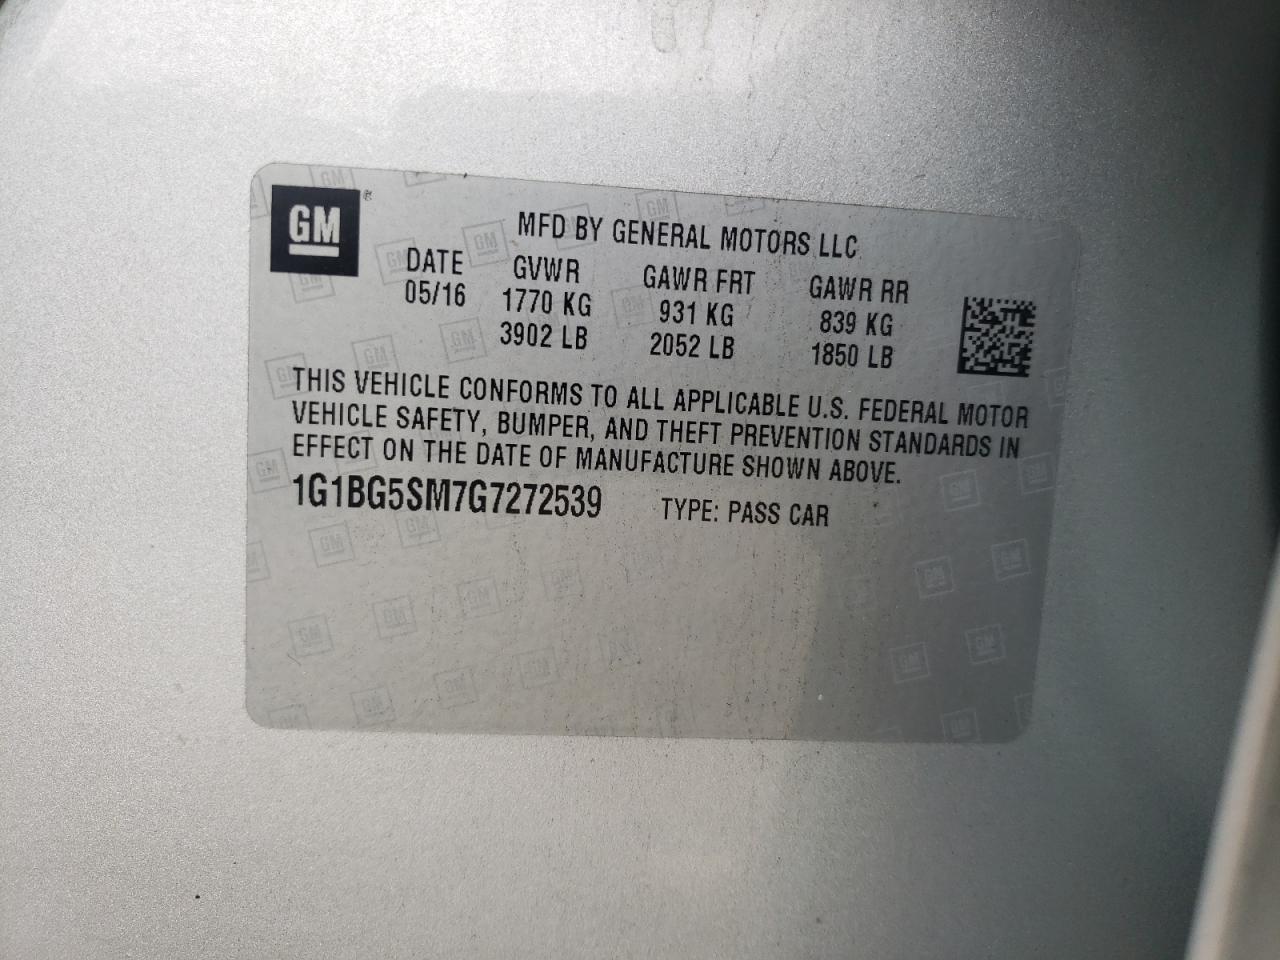 GM ®
MFD BY GENERAL MOTORS LLC
DATE GVWR GAWR FRT GAWR RR
05/16 1770 KG 931 KG 839 KG
3902 LB 2052 LB 1850 LB
THIS VEHICLE CONFORMS TO ALL APPLICABLE U.S. FEDERAL MOTOR
VEHICLE SAFETY, BUMPER, AND THEFT PREVENTION STANDARDS IN
EFFECT ON THE DATE OF MANUFACTURE SHOWN ABOVE.
1G1BG5SM7G7272539 TYPE: PASS CAR